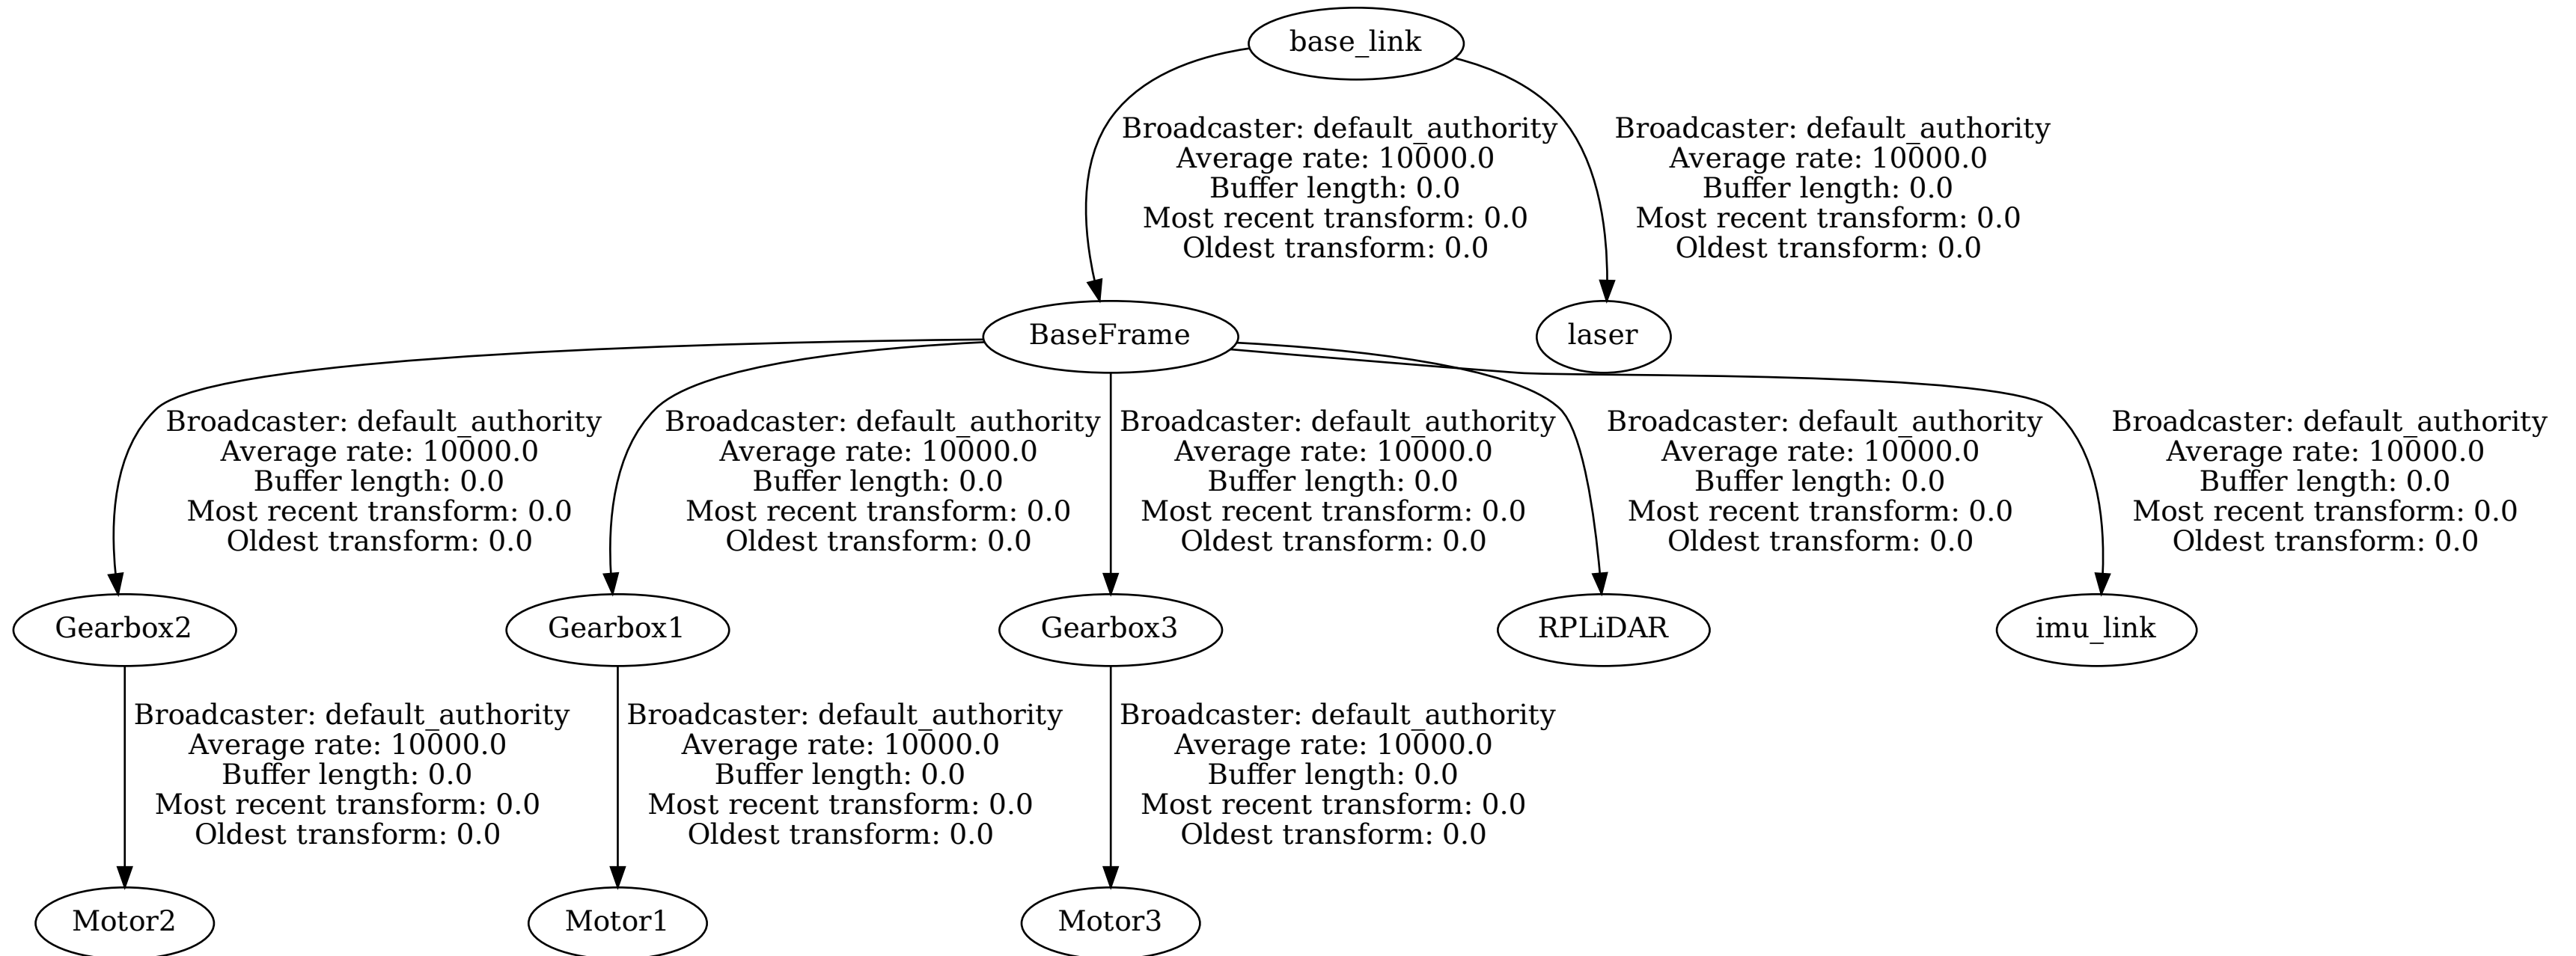 base_link
Broadcaster: default_authority
Average rate: 10000.0
Buffer length: 0.0
Most recent transform: 0.0
Oldest transform: 0.0
Broadcaster: default_authority
Average rate: 10000.0
Buffer length: 0.0
Most recent transform: 0.0
Oldest transform: 0.0
BaseFrame
laser
Broadcaster: default_authority
Average rate: 10000.0
Buffer length: 0.0
Most recent transform: 0.0
Oldest transform: 0.0
Broadcaster: default_authority
Average rate: 10000.0
Buffer length: 0.0
Most recent transform: 0.0
Oldest transform: 0.0
Broadcaster: default_authority
Average rate: 10000.0
Buffer length: 0.0
Most recent transform: 0.0
Oldest transform: 0.0
Broadcaster: default_authority
Average rate: 10000.0
Buffer length: 0.0
Most recent transform: 0.0
Oldest transform: 0.0
Broadcaster: default_authority
Average rate: 10000.0
Buffer length: 0.0
Most recent transform: 0.0
Oldest transform: 0.0
Gearbox2
Gearbox1
Gearbox3
RPLiDAR
imu_link
Broadcaster: default_authority
Average rate: 10000.0
Buffer length: 0.0
Most recent transform: 0.0
Oldest transform: 0.0
Broadcaster: default_authority
Average rate: 10000.0
Buffer length: 0.0
Most recent transform: 0.0
Oldest transform: 0.0
Broadcaster: default_authority
Average rate: 10000.0
Buffer length: 0.0
Most recent transform: 0.0
Oldest transform: 0.0
Motor2
Motor1
Motor3